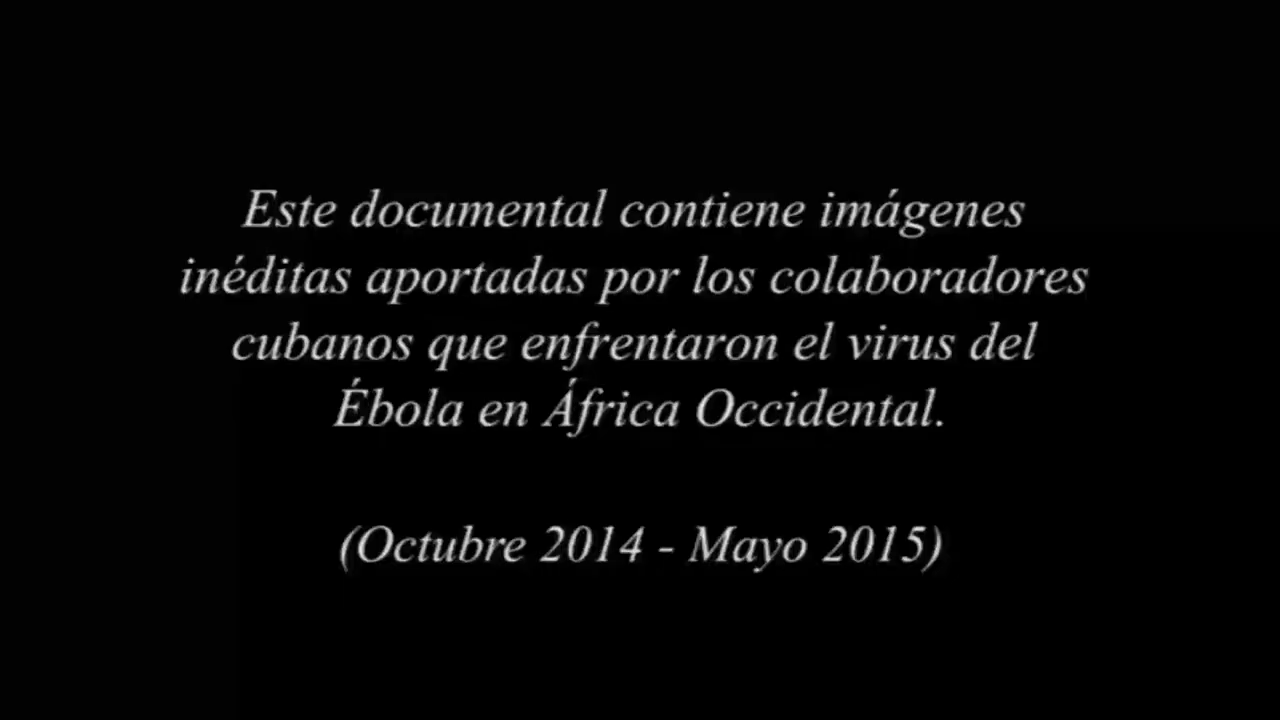 Este documental contiene imágenes
inéditas aportadas por los colaboradores
cubanos que enfrentaron el virus del
Ébola en África Occidental.
(Octubre 2014 - Mayo 2015)